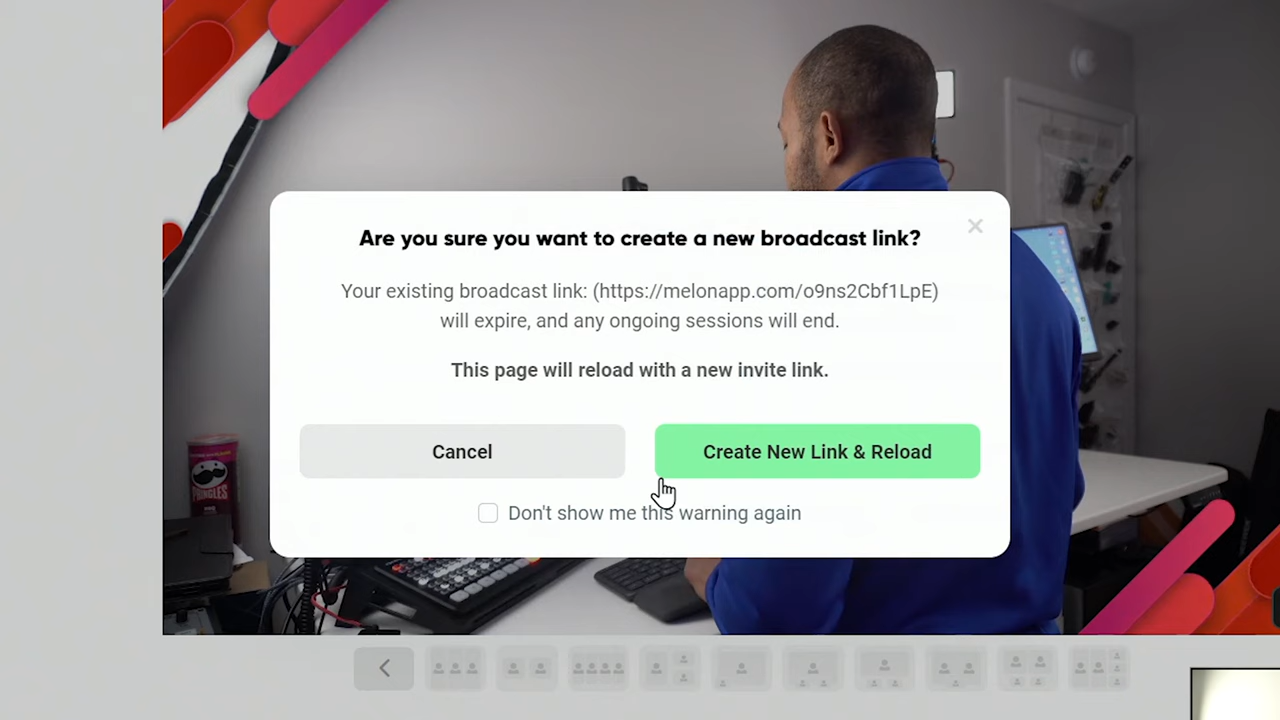 Are you sure you want to create a new broadcast link?
Your existing broadcast link: (https://melonapp.com/o9ns2Cbf1LpE)
will expire, and any ongoing sessions will end.
This page will reload with a new invite link.
Cancel
Create New Link & Reload
Don't show me this warning again
PRINGLES